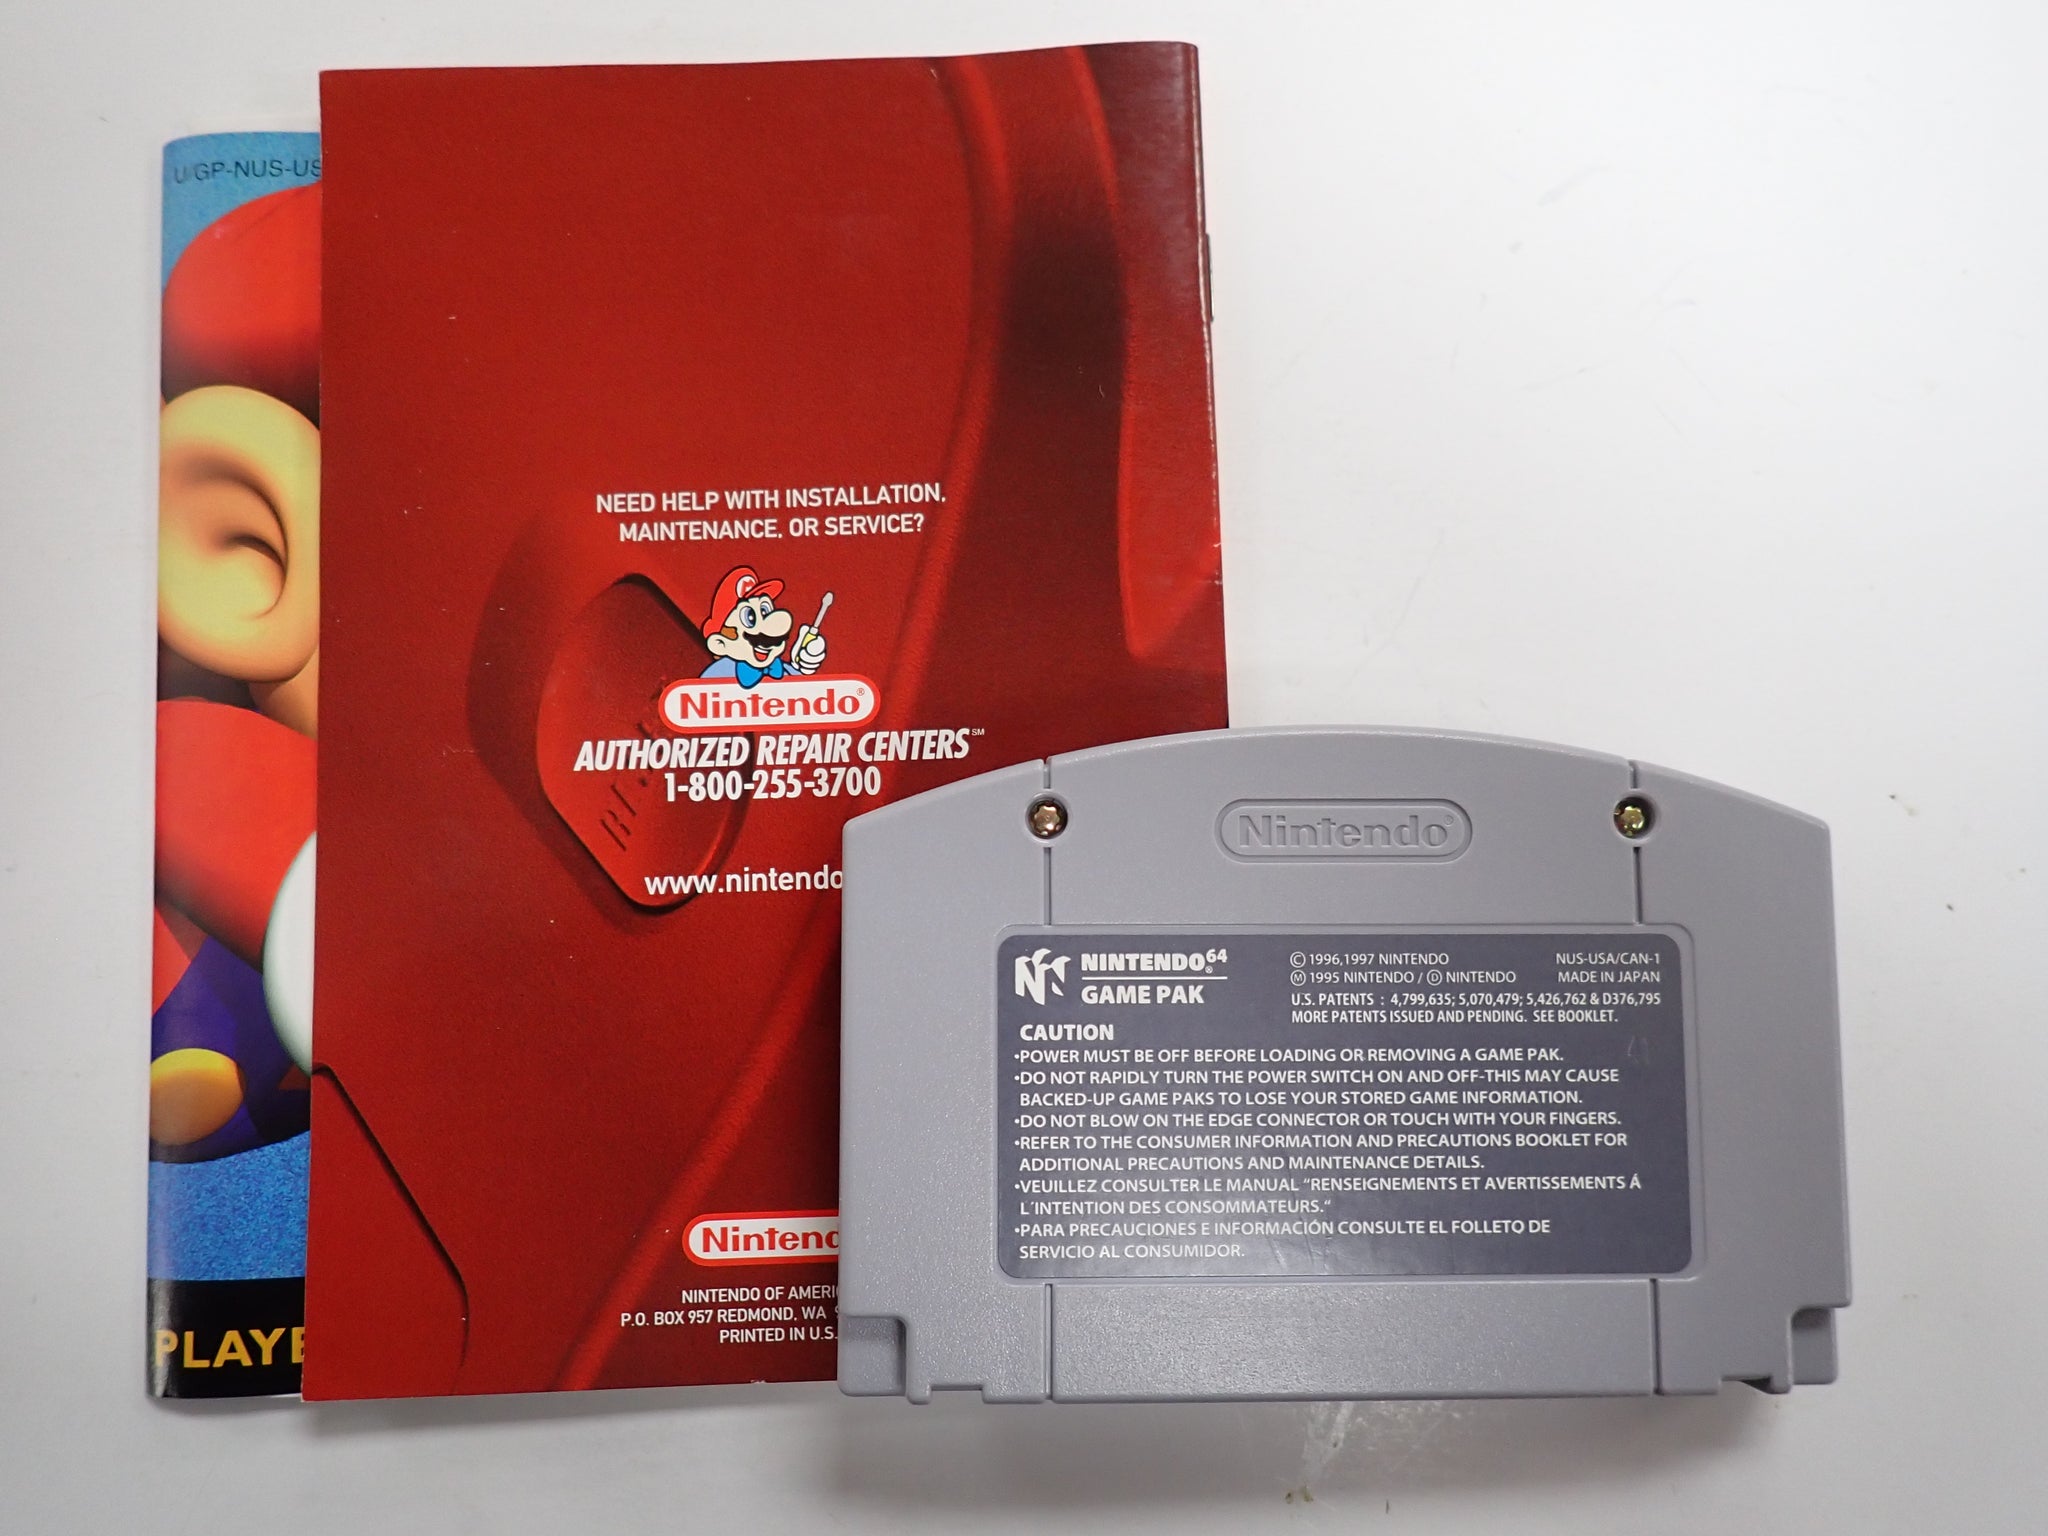 U/GP-NUS-US
PLAYE
NEED HELP WITH INSTALLATION,
MAINTENANCE, OR SERVICE?
Nintendo®
AUTHORIZED REPAIR CENTERS℠
1-800-255-3700
www.nintendo
Nintend
NINTENDO OF AMERI
P.O. BOX 957 REDMOND, WA
PRINTED IN U.S.
Nintendo®
NINTENDO64®
GAME PAK
©1996,1997 NINTENDO
Ⓜ1995 NINTENDO / Ⓓ NINTENDO
NUS-USA/CAN-1
MADE IN JAPAN
U.S. PATENTS : 4,799,635; 5,070,479; 5,426,762 & D376,795
MORE PATENTS ISSUED AND PENDING. SEE BOOKLET.
CAUTION
•POWER MUST BE OFF BEFORE LOADING OR REMOVING A GAME PAK.
•DO NOT RAPIDLY TURN THE POWER SWITCH ON AND OFF-THIS MAY CAUSE
BACKED-UP GAME PAKS TO LOSE YOUR STORED GAME INFORMATION.
•DO NOT BLOW ON THE EDGE CONNECTOR OR TOUCH WITH YOUR FINGERS.
•REFER TO THE CONSUMER INFORMATION AND PRECAUTIONS BOOKLET FOR
ADDITIONAL PRECAUTIONS AND MAINTENANCE DETAILS.
•VEUILLEZ CONSULTER LE MANUAL "RENSEIGNEMENTS ET AVERTISSEMENTS Á
L'INTENTION DES CONSOMMATEURS."
•PARA PRECAUCIONES E INFORMACIÓN CONSULTE EL FOLLETO DE
SERVICIO AL CONSUMIDOR.